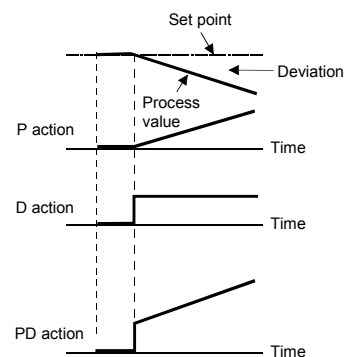 Set point
Deviation
Process
value
P action
Time
D action
Time
PD action
Time